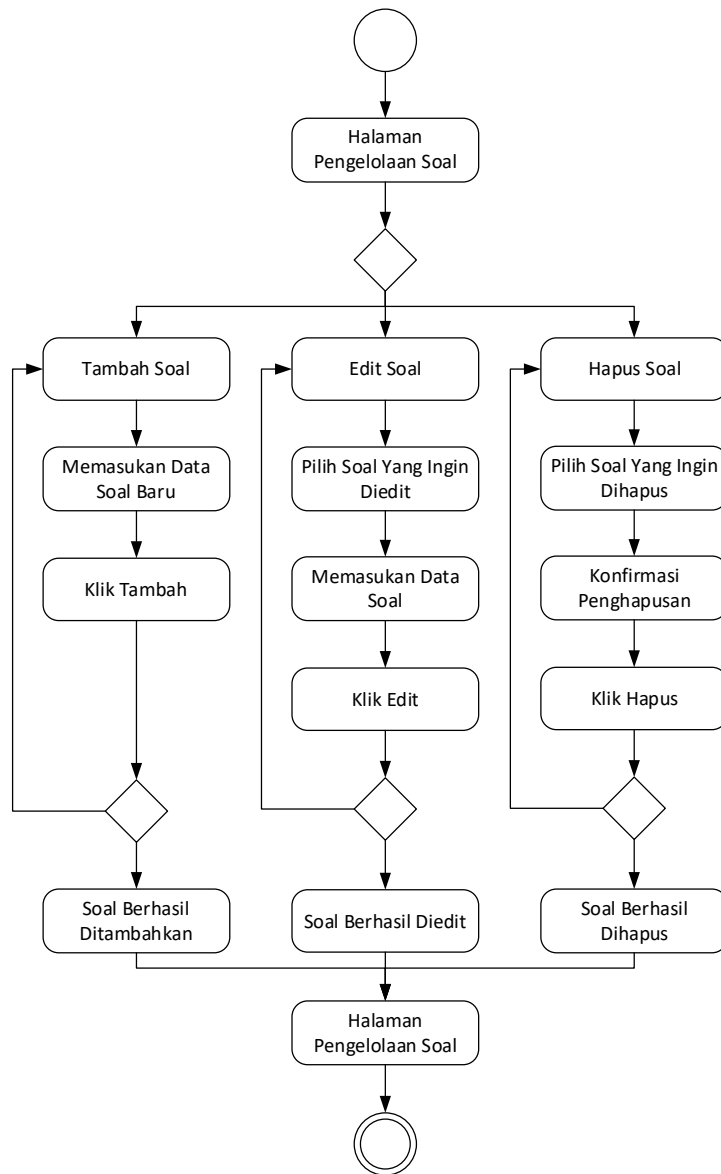 Halaman
Pengelolaan Soal
Tambah Soal
Edit Soal
Hapus Soal
Memasukan Data
Soal Baru
Pilih Soal Yang Ingin
Diedit
Pilih Soal Yang Ingin
Dihapus
Klik Tambah
Memasukan Data
Soal
Konfirmasi
Penghapusan
Klik Edit
Klik Hapus
Soal Berhasil
Ditambahkan
Soal Berhasil Diedit
Soal Berhasil
Dihapus
Halaman
Pengelolaan Soal